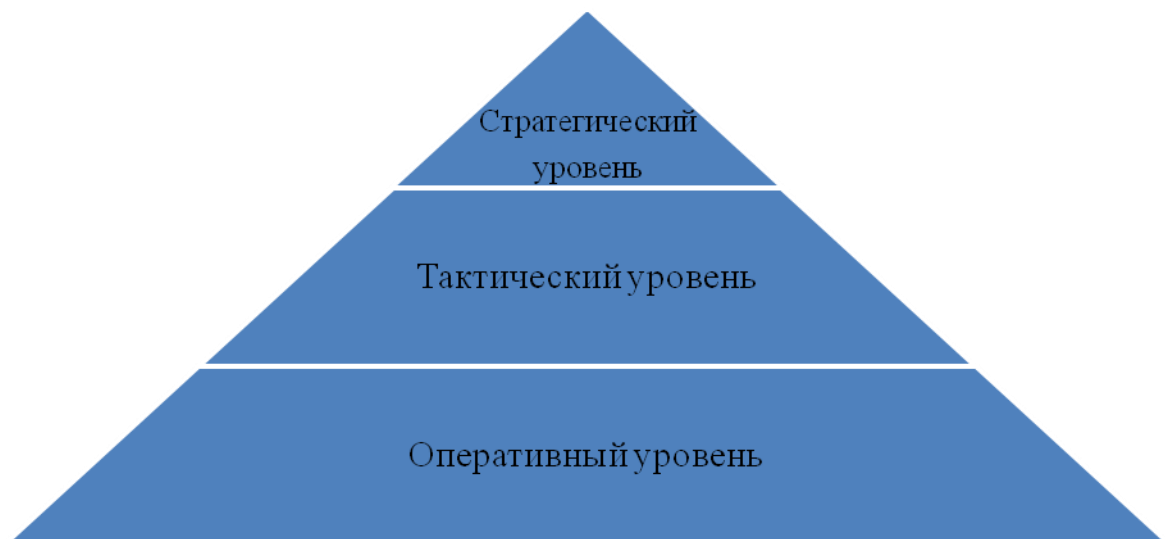 Стратегический
уровень
Тактический уровень
Оперативный уровень